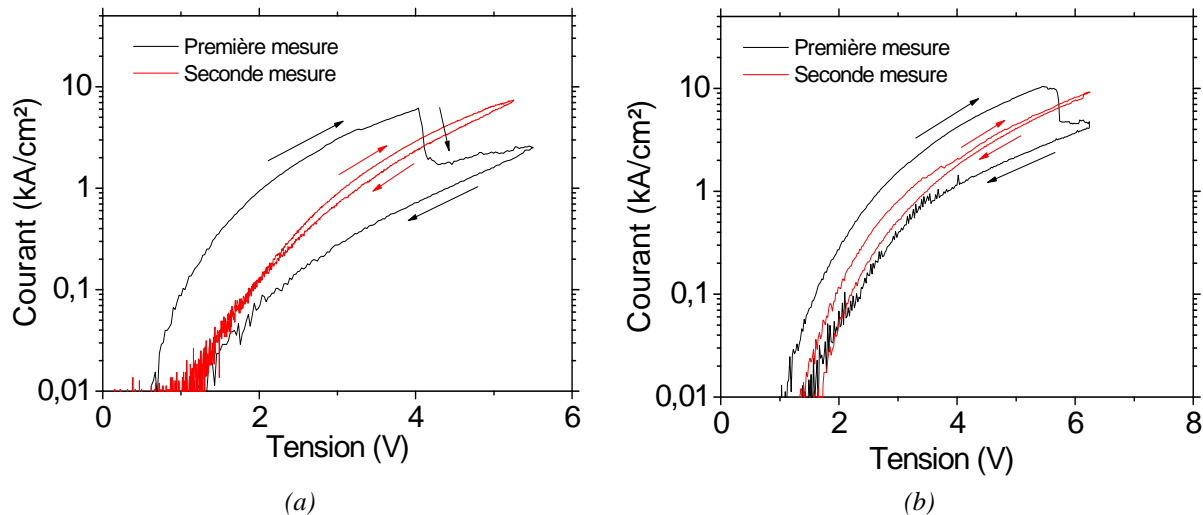 Première mesure
Seconde mesure
10
1
0,1
0,01
Courant (kA/cm²)
0 2 4 6
Tension (V)
(a)
Première mesure
Seconde mesure
10
1
0,1
0,01
Courant (kA/cm²)
0 2 4 6 8
Tension (V)
(b)